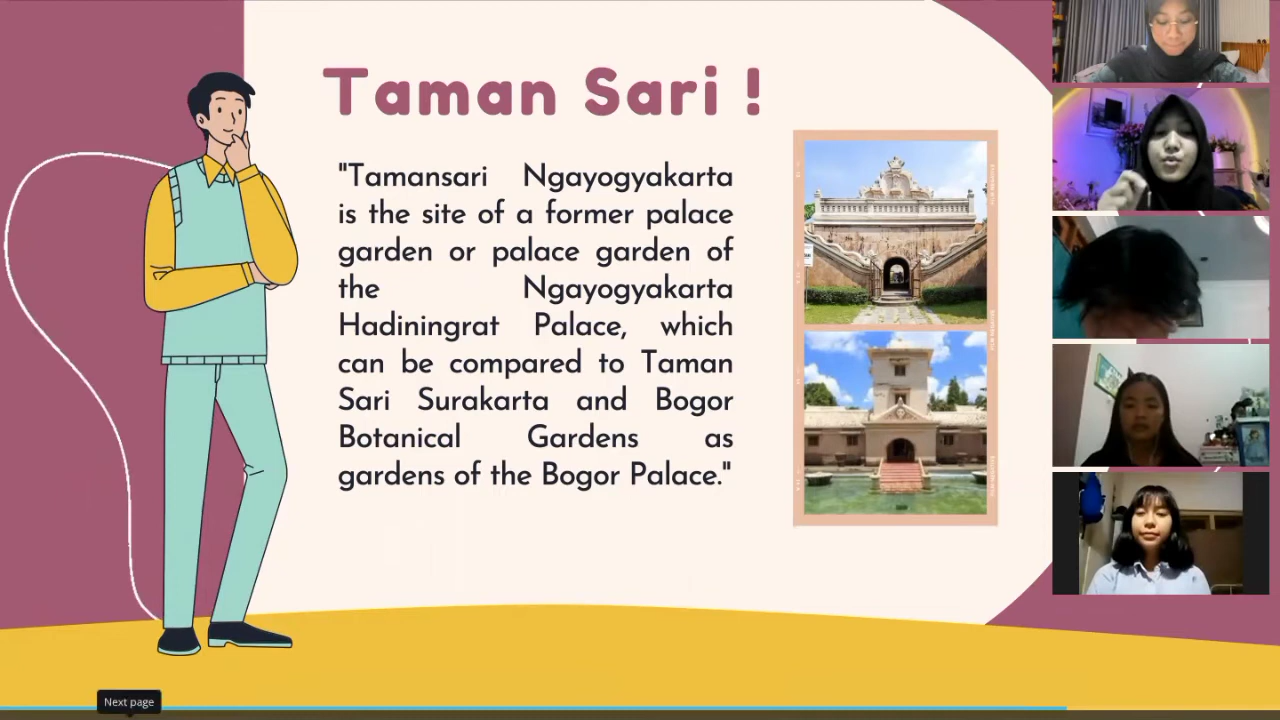 Taman Sari !
"Tamansari Ngayogyakarta
is the site of a former palace
garden or palace garden of
the Ngayogyakarta
Hadiningrat Palace, which
can be compared to Taman
Sari Surakarta and Bogor
Botanical Gardens as
gardens of the Bogor Palace."
Next page